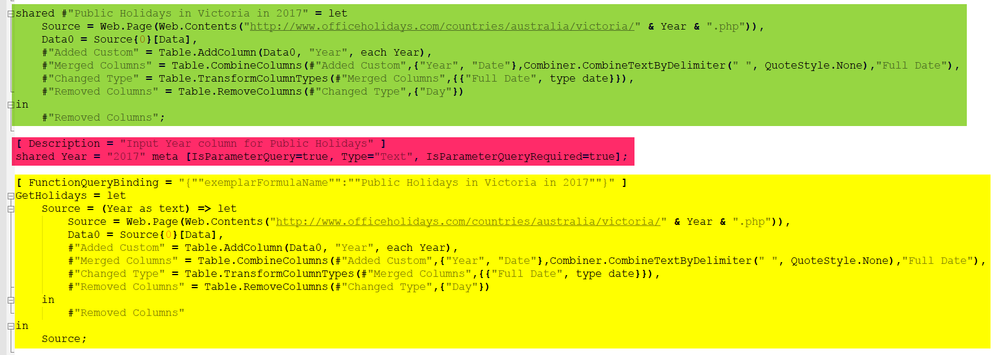 shared #"Public Holidays in Victoria in 2017" = let
    Source = Web.Page(Web.Contents("http://www.officeholidays.com/countries/australia/victoria/" & Year & ".php")),
    Data0 = Source{0}[Data],
    #"Added Custom" = Table.AddColumn(Data0, "Year", each Year),
    #"Merged Columns" = Table.CombineColumns(#"Added Custom",{"Year", "Date"},Combiner.CombineTextByDelimiter(" ", QuoteStyle.None),"Full Date"),
    #"Changed Type" = Table.TransformColumnTypes(#"Merged Columns",{{"Full Date", type date}}),
    #"Removed Columns" = Table.RemoveColumns(#"Changed Type",{"Day"})
in
    #"Removed Columns";
[ Description = "Input Year column for Public Holidays" ]
shared Year = "2017" meta [IsParameterQuery=true, Type="Text", IsParameterQueryRequired=true];
[ FunctionQueryBinding = "{""exemplarFormulaName"":""Public Holidays in Victoria in 2017""}" ]
GetHolidays = let
    Source = (Year as text) => let
        Source = Web.Page(Web.Contents("http://www.officeholidays.com/countries/australia/victoria/" & Year & ".php")),
        Data0 = Source{0}[Data],
        #"Added Custom" = Table.AddColumn(Data0, "Year", each Year),
        #"Merged Columns" = Table.CombineColumns(#"Added Custom",{"Year", "Date"},Combiner.CombineTextByDelimiter(" ", QuoteStyle.None),"Full Date"),
        #"Changed Type" = Table.TransformColumnTypes(#"Merged Columns",{{"Full Date", type date}}),
        #"Removed Columns" = Table.RemoveColumns(#"Changed Type",{"Day"})
    in
        #"Removed Columns"
in
    Source;